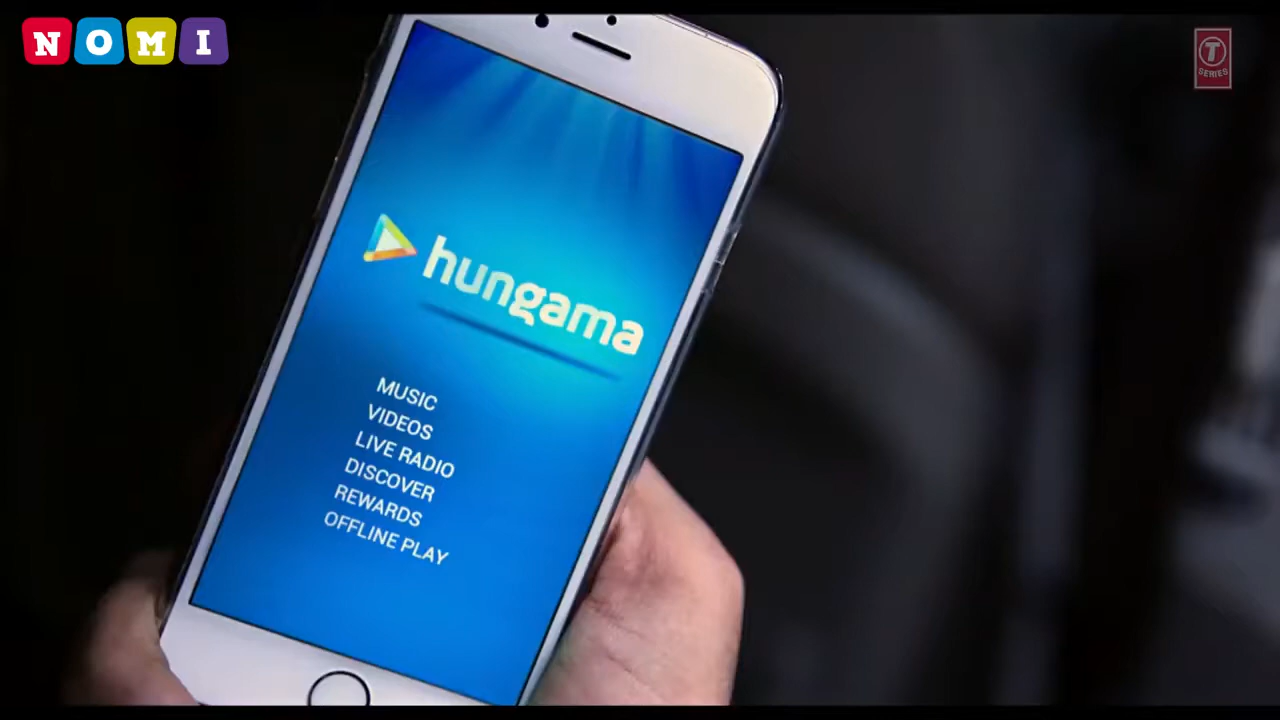 NOMI
T
SERIES
hungama
MUSIC
VIDEOS
LIVE RADIO
DISCOVER
REWARDS
OFFLINE PLAY